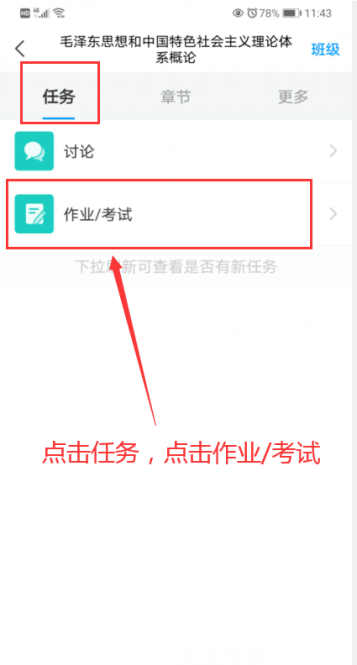 HD 78% 11:43
毛泽东思想和中国特色社会主义理论体
系概论
班级
任务 章节 更多
讨论
作业/考试
下拉刷新可查看是否有新任务
点击任务，点击作业/考试